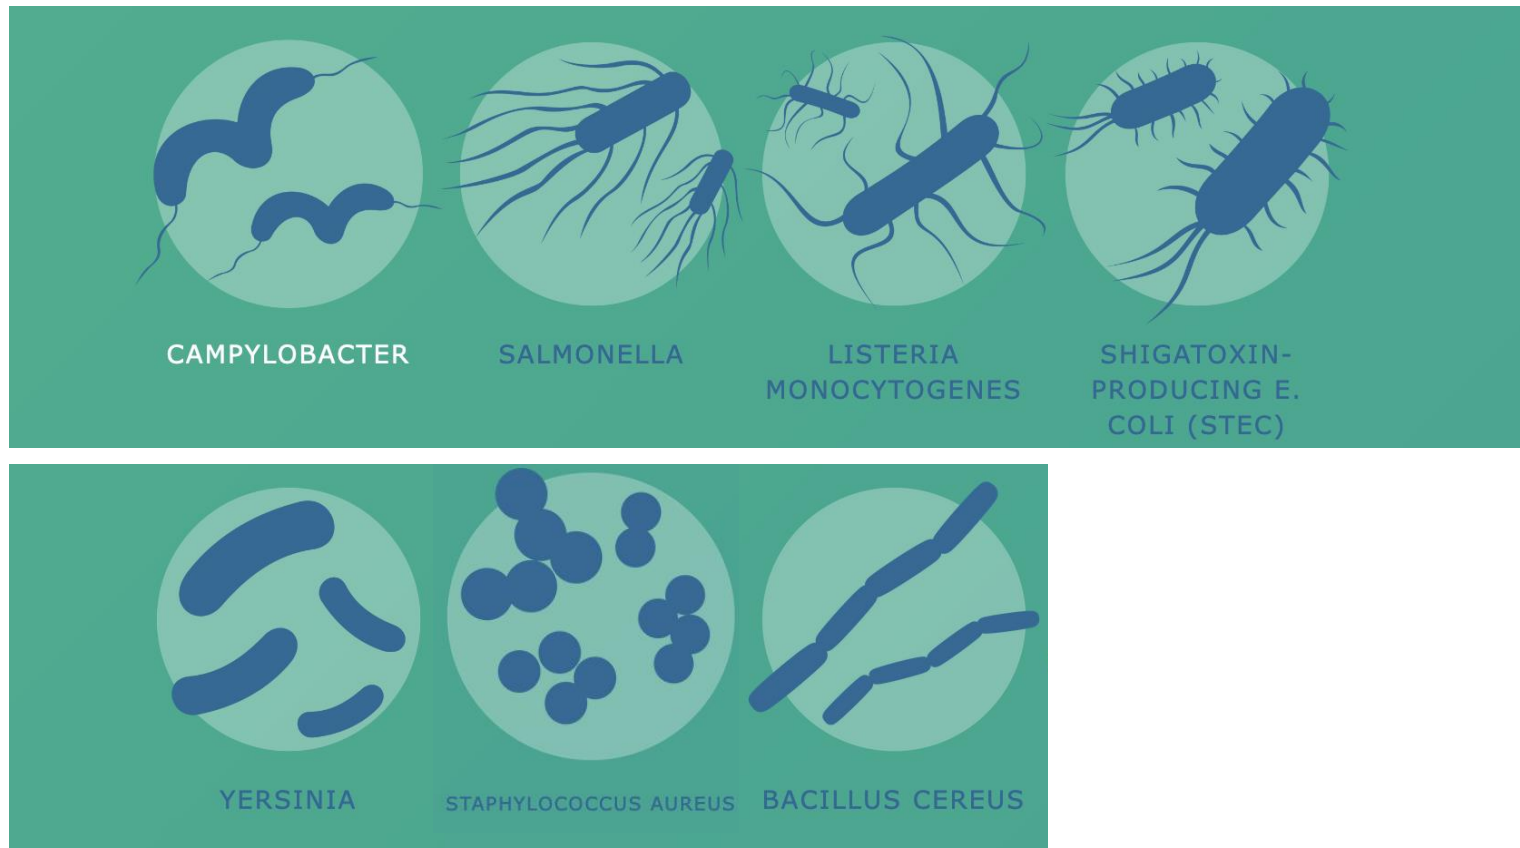 CAMPYLOBACTER
SALMONELLA
LISTERIA
MONOCYTOGENES
SHIGATOXIN-
PRODUCING E.
COLI (STEC)
YERSINIA
STAPHYLOCOCCUS AUREUS
BACILLUS CEREUS